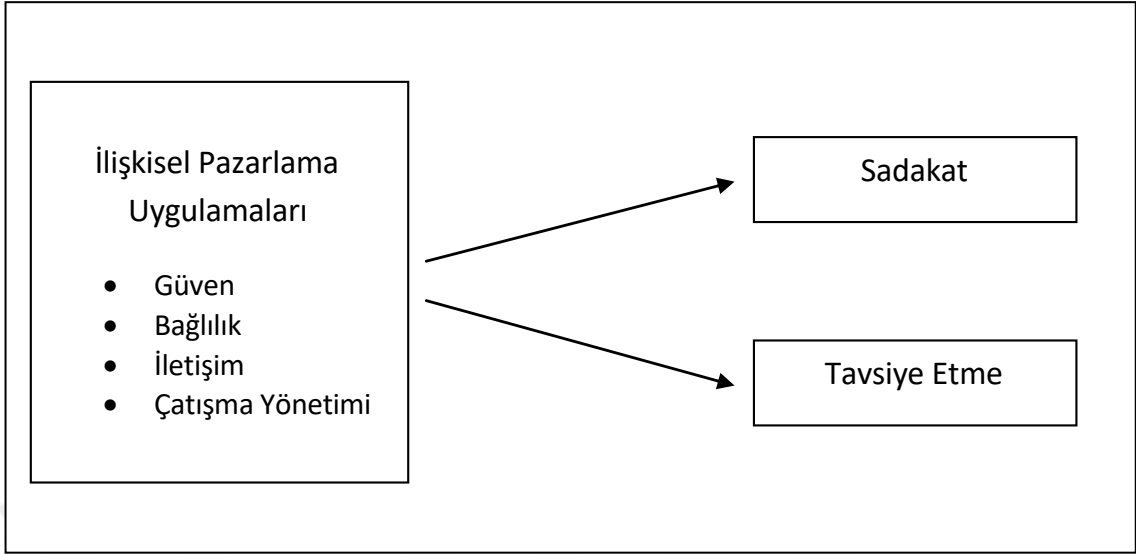 İlişkisel Pazarlama
Uygulamaları
• Güven
• Bağlılık
• İletişim
• Çatışma Yönetimi
Sadakat
Tavsiye Etme